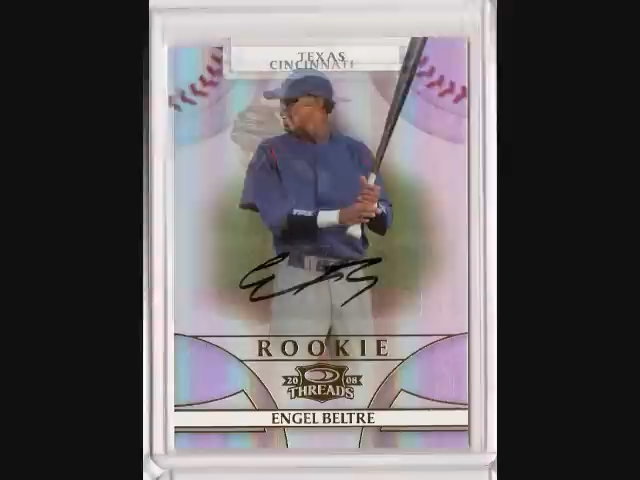 TEXAS
CINCINNATI
ROOKIE
20 08
THREADS
ENGEL BELTRE